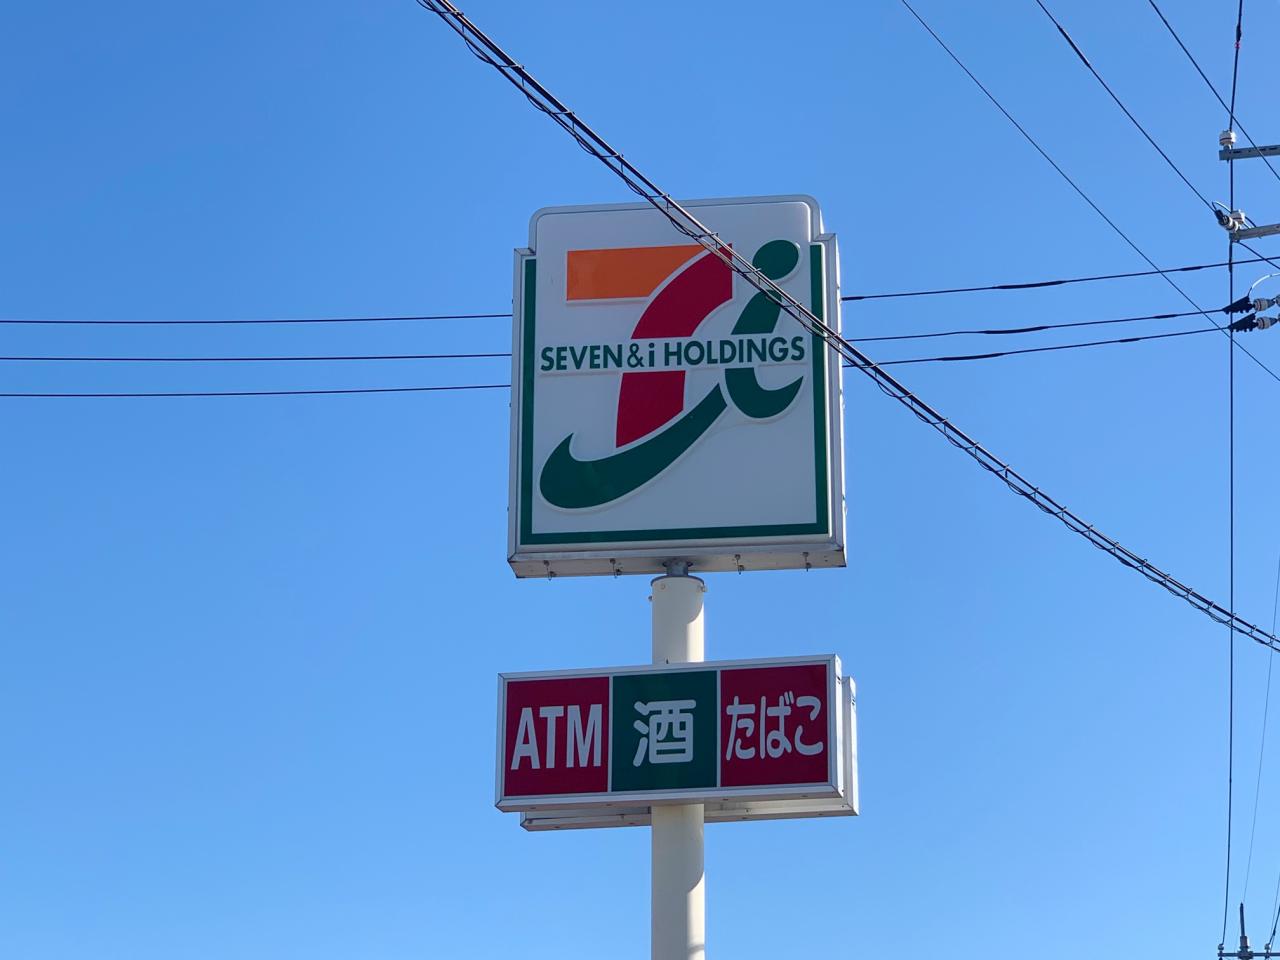 SEVEN&i HOLDINGS
ATM 酒 たばこ